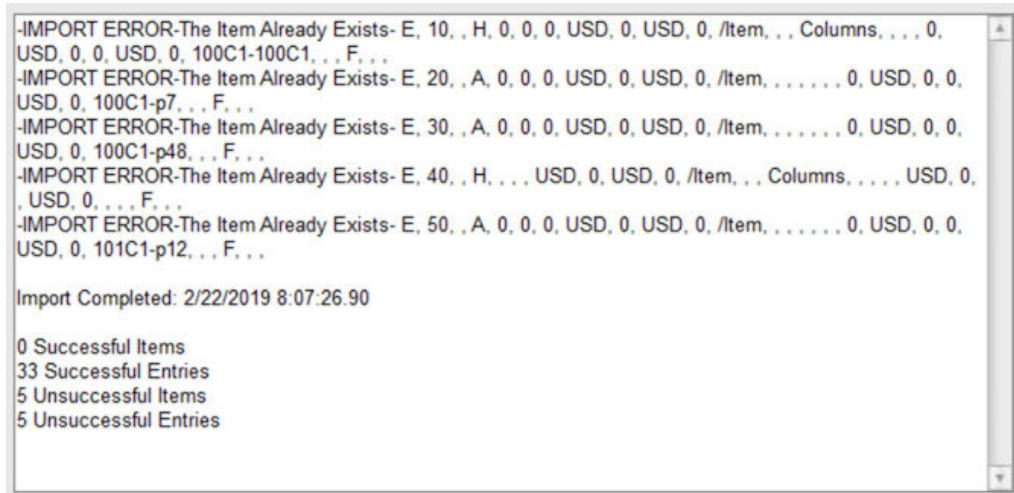 -IMPORT ERROR-The Item Already Exists- E, 10, , H, 0, 0, 0, USD, 0, USD, 0, /Item, , , Columns, , , , 0,
USD, 0, 0, USD, 0, 100C1-100C1, , , F, , ,
-IMPORT ERROR-The Item Already Exists- E, 20, , A, 0, 0, 0, USD, 0, USD, 0, /Item, , , , , , , 0, USD, 0, 0,
USD, 0, 100C1-p7, , , F, , ,
-IMPORT ERROR-The Item Already Exists- E, 30, , A, 0, 0, 0, USD, 0, USD, 0, /Item, , , , , , , 0, USD, 0, 0,
USD, 0, 100C1-p48, , , F, , ,
-IMPORT ERROR-The Item Already Exists- E, 40, , H, , , , USD, 0, USD, 0, /Item, , , Columns, , , , , USD, 0,
, USD, 0, , , , F, , ,
-IMPORT ERROR-The Item Already Exists- E, 50, , A, 0, 0, 0, USD, 0, USD, 0, /Item, , , , , , , 0, USD, 0, 0,
USD, 0, 101C1-p12, , , F, , ,
Import Completed: 2/22/2019 8:07:26.90
0 Successful Items
33 Successful Entries
5 Unsuccessful Items
5 Unsuccessful Entries